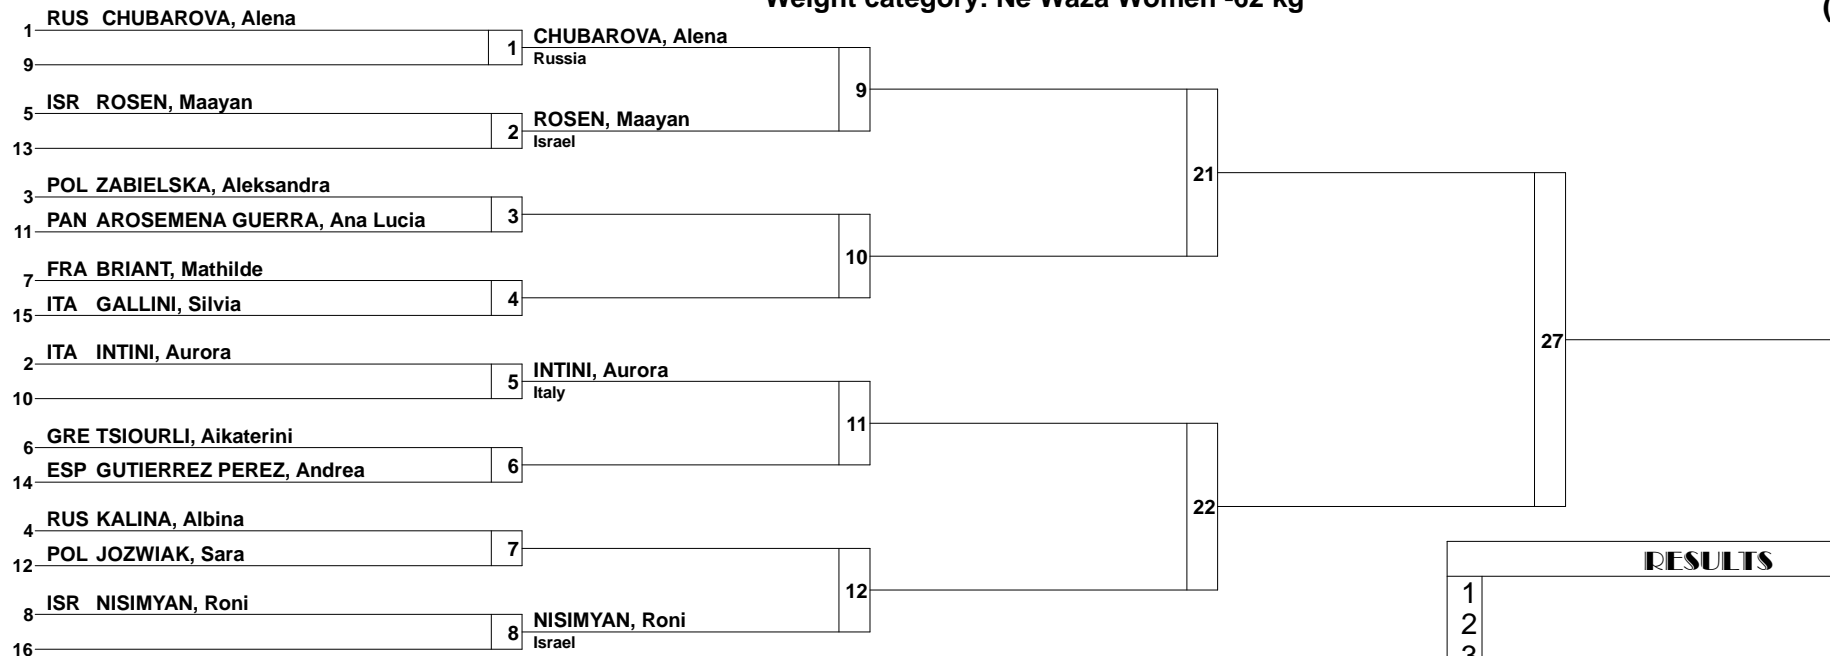 Weight category: Ne Waza Women -62 kg
(
1 RUS CHUBAROVA, Alena
9
1 CHUBAROVA, Alena
Russia
5 ISR ROSEN, Maayan
13
2 ROSEN, Maayan
Israel
9
3 POL ZABIELSKA, Aleksandra
11 PAN AROSEMENA GUERRA, Ana Lucia
3
7 FRA BRIANT, Mathilde
15 ITA GALLINI, Silvia
4
10
21
2 ITA INTINI, Aurora
10
5 INTINI, Aurora
Italy
6 GRE TSIOURLI, Aikaterini
14 ESP GUTIERREZ PEREZ, Andrea
6
11
4 RUS KALINA, Albina
12 POL JOZWIAK, Sara
7
8 ISR NISIMYAN, Roni
16
8 NISIMYAN, Roni
Israel
12
22
27
RESULTS
1
2
3